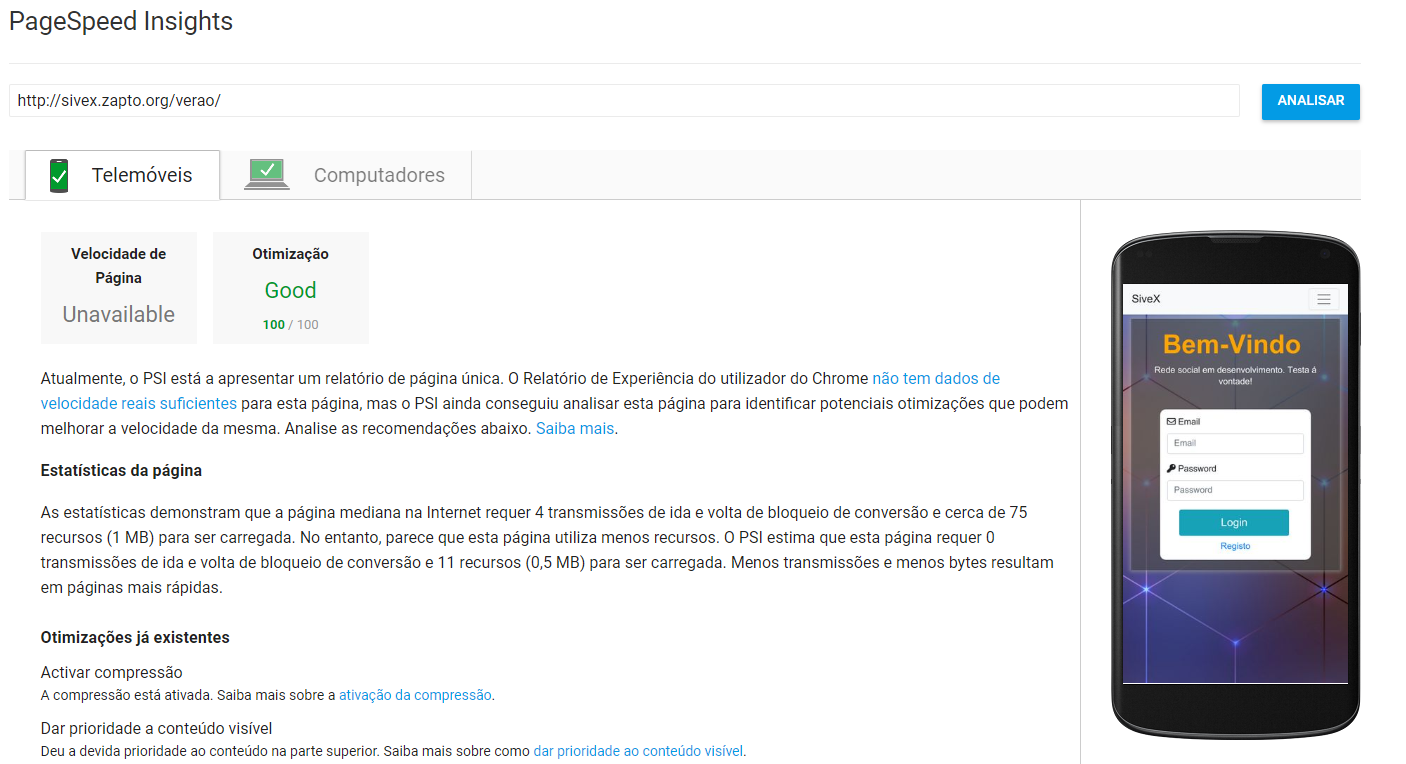 PageSpeed Insights
http://sivex.zapto.org/verao/
ANALISAR
Telemóveis
Computadores
Velocidade de
Página
Unavailable
Otimização
Good
100 / 100
Atualmente, o PSI está a apresentar um relatório de página única. O Relatório de Experiência do utilizador do Chrome não tem dados de
velocidade reais suficientes para esta página, mas o PSI ainda conseguiu analisar esta página para identificar potenciais otimizações que podem
melhorar a velocidade da mesma. Analise as recomendações abaixo. Saiba mais.
Estatísticas da página
As estatísticas demonstram que a página mediana na Internet requer 4 transmissões de ida e volta de bloqueio de conversão e cerca de 75
recursos (1 MB) para ser carregada. No entanto, parece que esta página utiliza menos recursos. O PSI estima que esta página requer 0
transmissões de ida e volta de bloqueio de conversão e 11 recursos (0,5 MB) para ser carregada. Menos transmissões e menos bytes resultam
em páginas mais rápidas.
Otimizações já existentes
Activar compressão
A compressão está ativada. Saiba mais sobre a ativação da compressão.
Dar prioridade a conteúdo visível
Deu a devida prioridade ao conteúdo na parte superior. Saiba mais sobre como dar prioridade ao conteúdo visível.
SiveX
Bem-Vindo
Rede social em desenvolvimento. Testa á
vontade!
Email
Email
Password
Password
Login
Registo